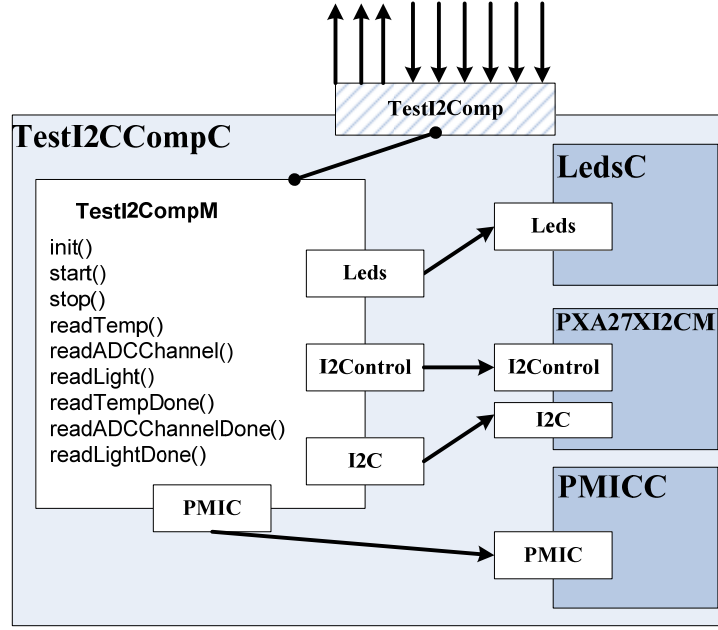 TestI2Comp
TestI2CCompC
TestI2CompM
init()
start()
stop()
readTemp()
readADCChannel()
readLight()
readTempDone()
readADCChannelDone()
readLightDone()
Leds
I2Control
I2C
PMIC
LedsC
Leds
PXA27XI2CM
I2Control
I2C
PMICC
PMIC